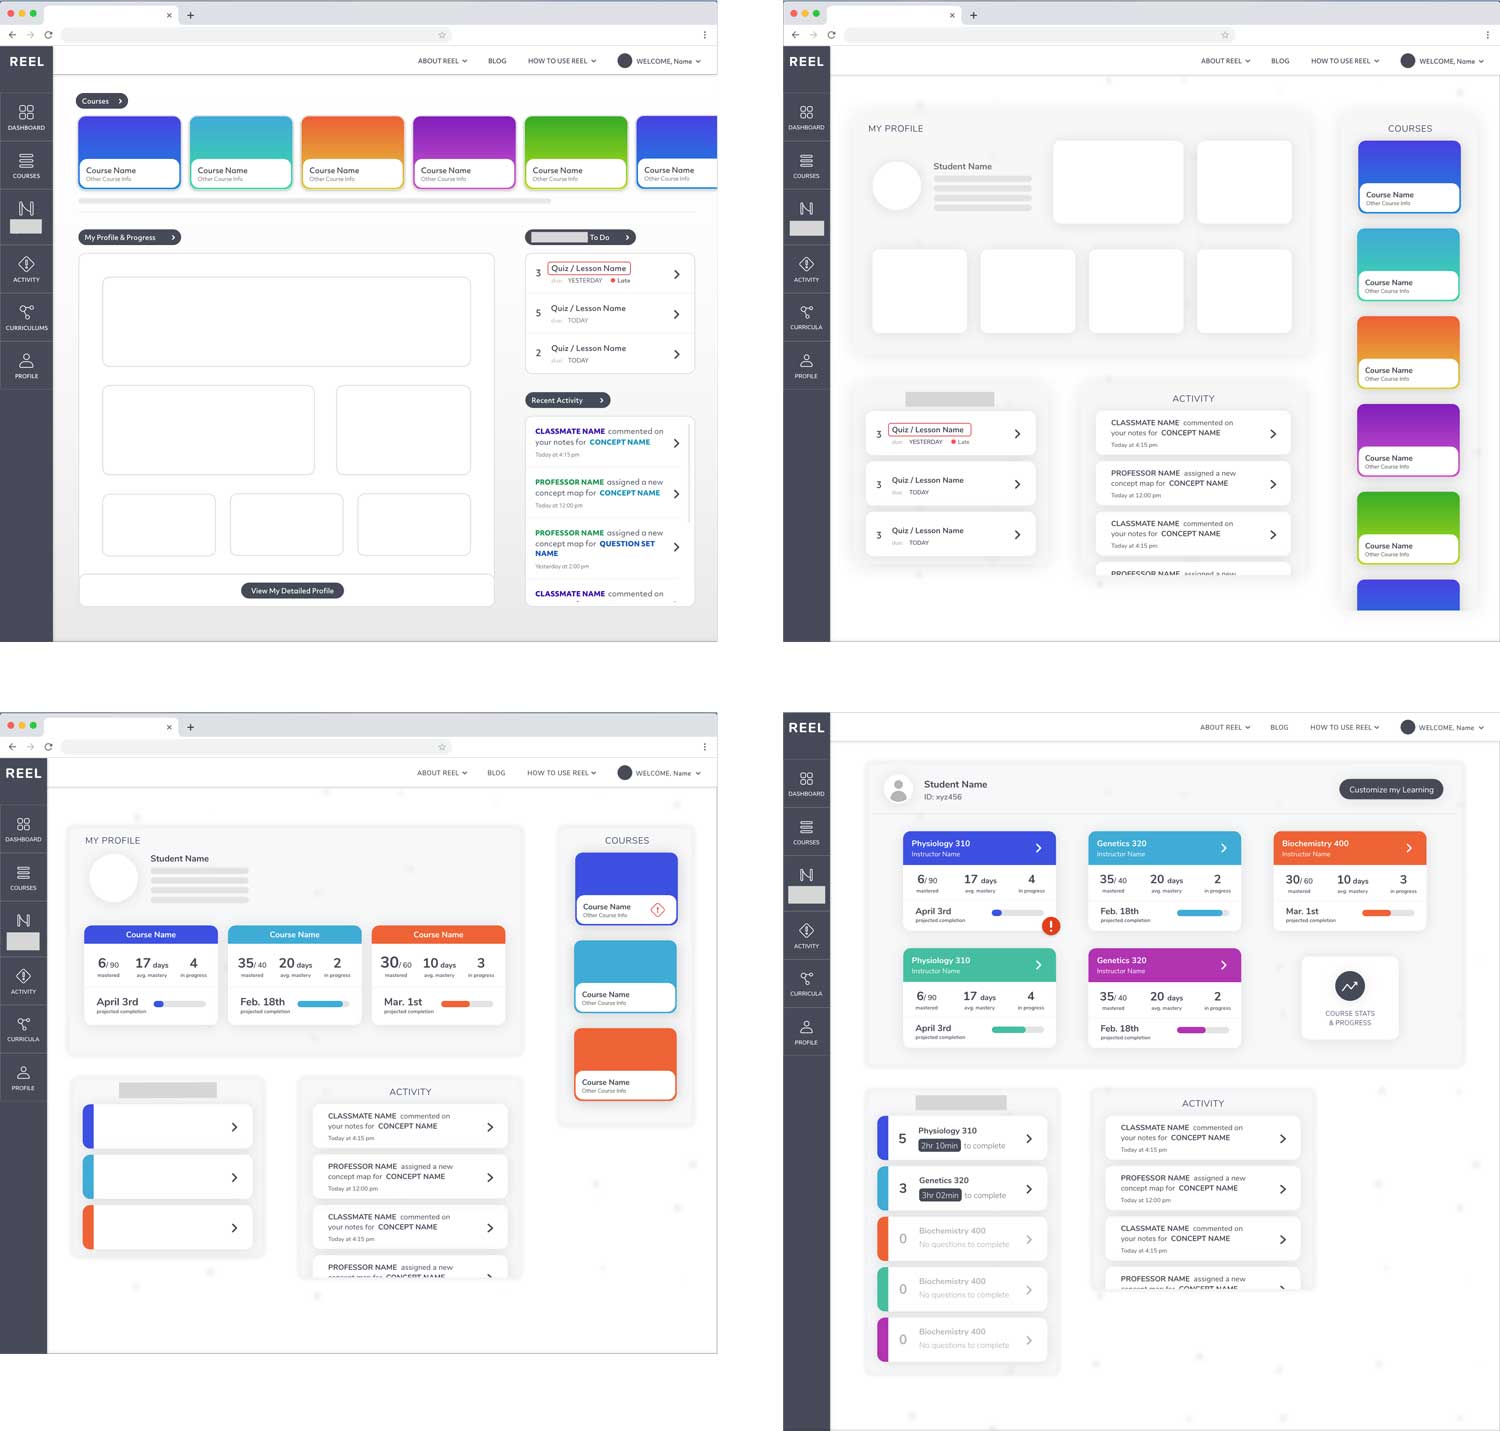 REEL
ABOUT REEL
BLOG
HOW TO USE REEL
WELCOME, Name
DASHBOARD
COURSES
ACTIVITY
CURRICULUMS
PROFILE
Courses
Course Name
Other Course Info
Course Name
Other Course Info
Course Name
Other Course Info
Course Name
Other Course Info
Course Name
Other Course Info
Course Name
Other Course Info
My Profile & Progress
View My Detailed Profile
To Do
3 Quiz / Lesson Name
due: YESTERDAY Late
5 Quiz / Lesson Name
due: TODAY
2 Quiz / Lesson Name
due: TODAY
Recent Activity
CLASSMATE NAME commented on
your notes for CONCEPT NAME
Today at 4:15 pm
PROFESSOR NAME assigned a new
concept map for CONCEPT NAME
Today at 12:00 pm
PROFESSOR NAME assigned a new
concept map for QUESTION SET
NAME
Yesterday at 2:00 pm
CLASSMATE NAME commented on
REEL
ABOUT REEL
BLOG
HOW TO USE REEL
WELCOME, Name
DASHBOARD
COURSES
ACTIVITY
CURRICULA
PROFILE
MY PROFILE
Student Name
3 Quiz / Lesson Name
due: YESTERDAY Late
3 Quiz / Lesson Name
due: TODAY
3 Quiz / Lesson Name
due: TODAY
ACTIVITY
CLASSMATE NAME commented on
your notes for CONCEPT NAME
Today at 4:15 pm
PROFESSOR NAME assigned a new
concept map for CONCEPT NAME
Today at 12:00 pm
CLASSMATE NAME commented on
your notes for CONCEPT NAME
Today at 4:15 pm
PROFESSOR NAME assigned a new
COURSES
Course Name
Other Course Info
Course Name
Other Course Info
Course Name
Other Course Info
Course Name
Other Course Info
Course Name
Other Course Info
REEL
ABOUT REEL
BLOG
HOW TO USE REEL
WELCOME, Name
DASHBOARD
COURSES
ACTIVITY
CURRICULA
PROFILE
MY PROFILE
Student Name
Course Name
6/ 90 mastered
17 days avg. mastery
4 in progress
April 3rd
projected completion
Course Name
35/ 40 mastered
20 days avg. mastery
2 in progress
Feb. 18th
projected completion
Course Name
30/ 60 mastered
10 days avg. mastery
3 in progress
Mar. 1st
projected completion
ACTIVITY
CLASSMATE NAME commented on
your notes for CONCEPT NAME
Today at 4:15 pm
PROFESSOR NAME assigned a new
concept map for CONCEPT NAME
Today at 12:00 pm
CLASSMATE NAME commented on
your notes for CONCEPT NAME
Today at 4:15 pm
PROFESSOR NAME assigned a new
concept map for CONCEPT NAME
COURSES
Course Name
Other Course Info
Course Name
Other Course Info
Course Name
Other Course Info
REEL
ABOUT REEL
BLOG
HOW TO USE REEL
WELCOME, Name
DASHBOARD
COURSES
ACTIVITY
CURRICULA
PROFILE
Student Name
ID: xyz456
Customize my Learning
Physiology 310
Instructor Name
6/ 90 mastered
17 days avg. mastery
4 in progress
April 3rd
projected completion
!
Genetics 320
Instructor Name
35/ 40 mastered
20 days avg. mastery
2 in progress
Feb. 18th
projected completion
Biochemistry 400
Instructor Name
30/ 60 mastered
10 days avg. mastery
3 in progress
Mar. 1st
projected completion
Physiology 310
Instructor Name
6/ 90 mastered
17 days avg. mastery
4 in progress
April 3rd
projected completion
Genetics 320
Instructor Name
35/ 40 mastered
20 days avg. mastery
2 in progress
Feb. 18th
projected completion
COURSE STATS
& PROGRESS
5 Physiology 310
2hr 10min to complete
3 Genetics 320
3hr 02min to complete
0 Biochemistry 400
No questions to complete
0 Biochemistry 400
No questions to complete
0 Biochemistry 400
No questions to complete
ACTIVITY
CLASSMATE NAME commented on
your notes for CONCEPT NAME
Today at 4:15 pm
PROFESSOR NAME assigned a new
concept map for CONCEPT NAME
Today at 12:00 pm
CLASSMATE NAME commented on
your notes for CONCEPT NAME
Today at 4:15 pm
PROFESSOR NAME assigned a new
concept map for CONCEPT NAME